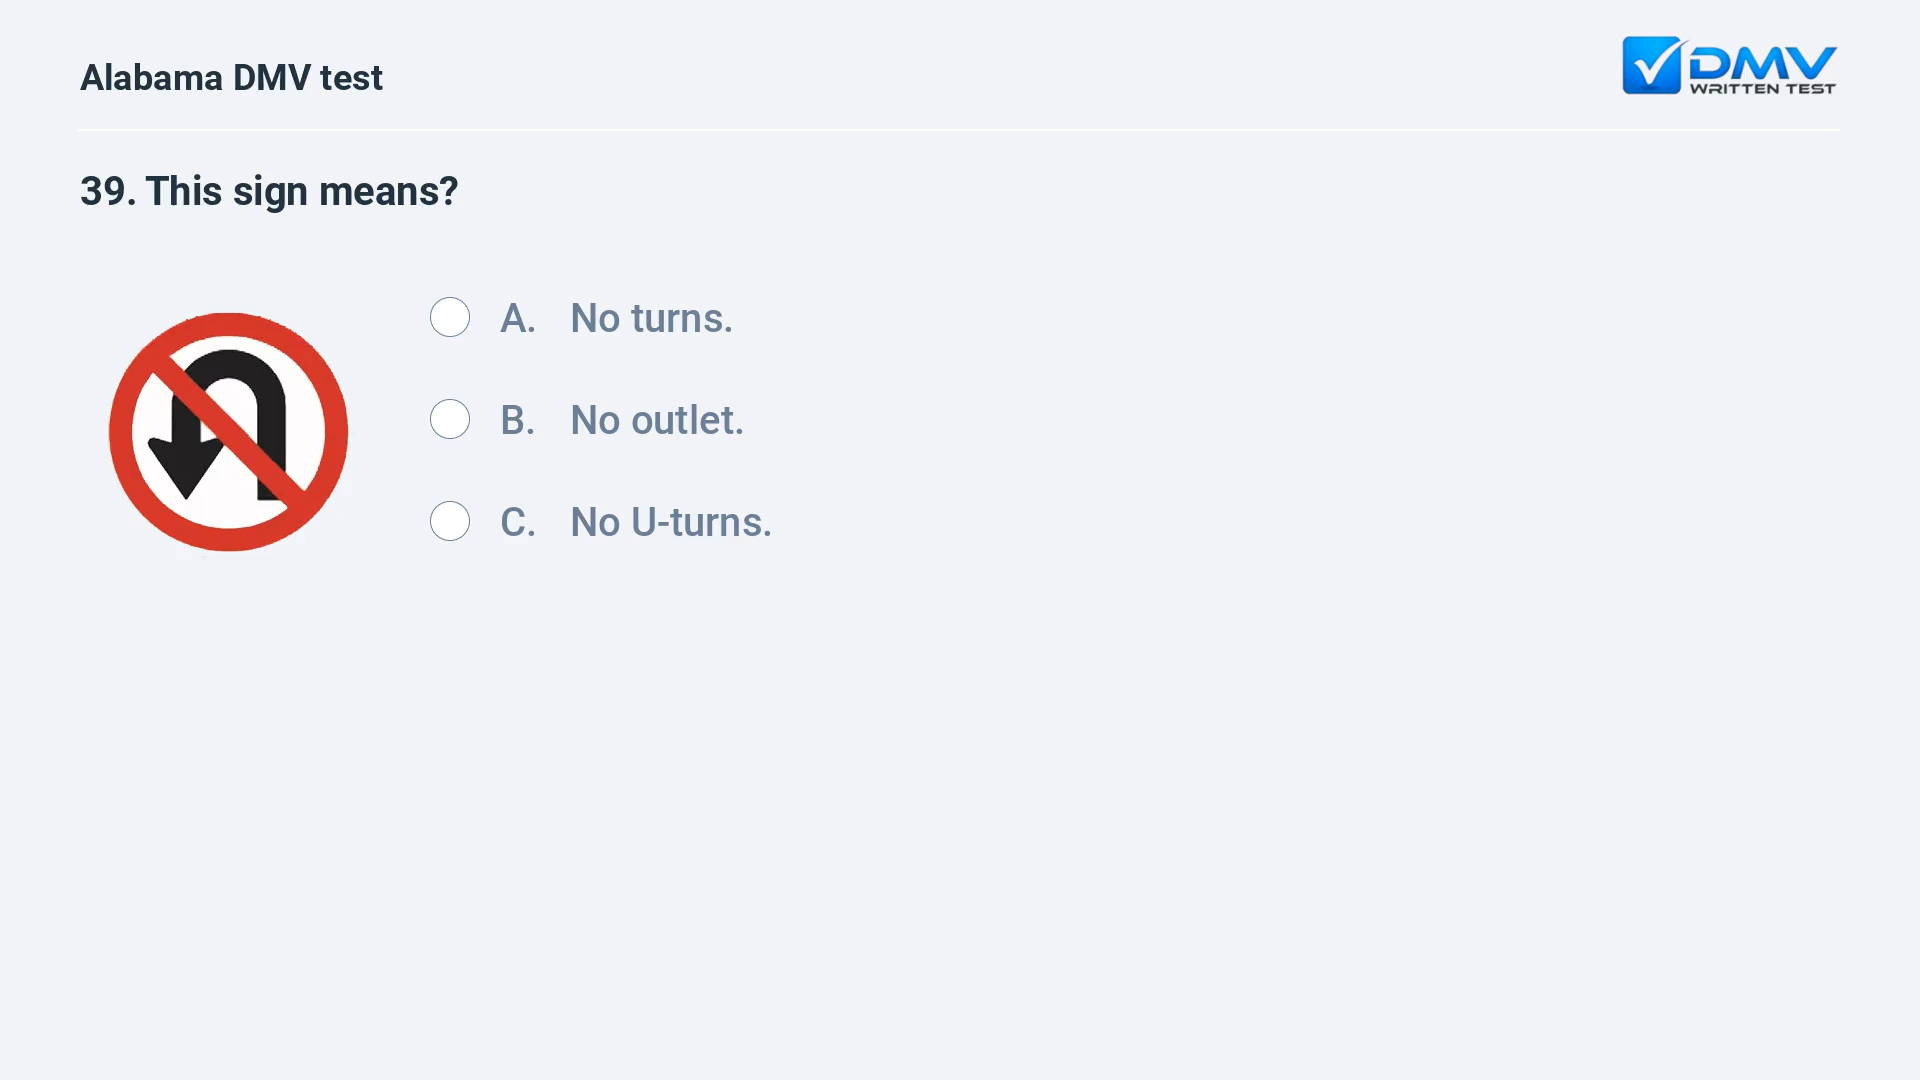 Alabama DMV test
DMV
WRITTEN TEST
39. This sign means?
A. No turns.
B. No outlet.
C. No U-turns.